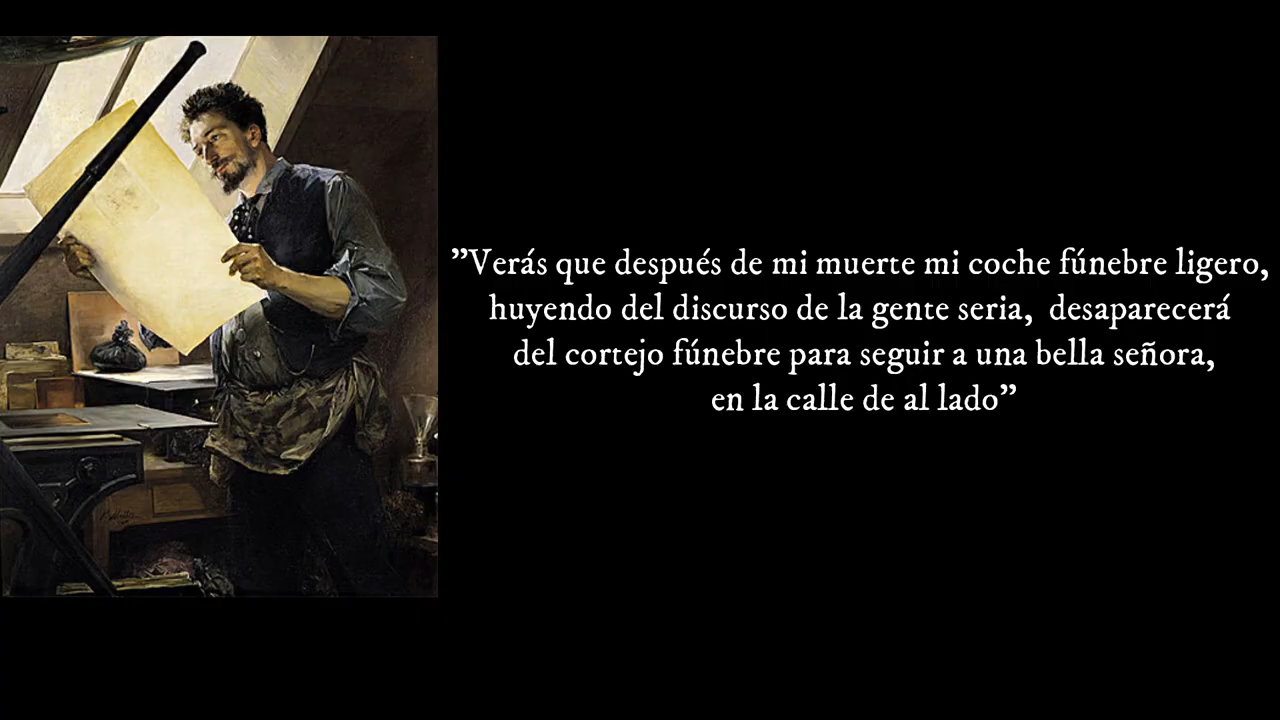 ”Verás que después de mi muerte mi coche fúnebre ligero,
huyendo del discurso de la gente seria,  desaparecerá
del cortejo fúnebre para seguir a una bella señora,
en la calle de al lado”